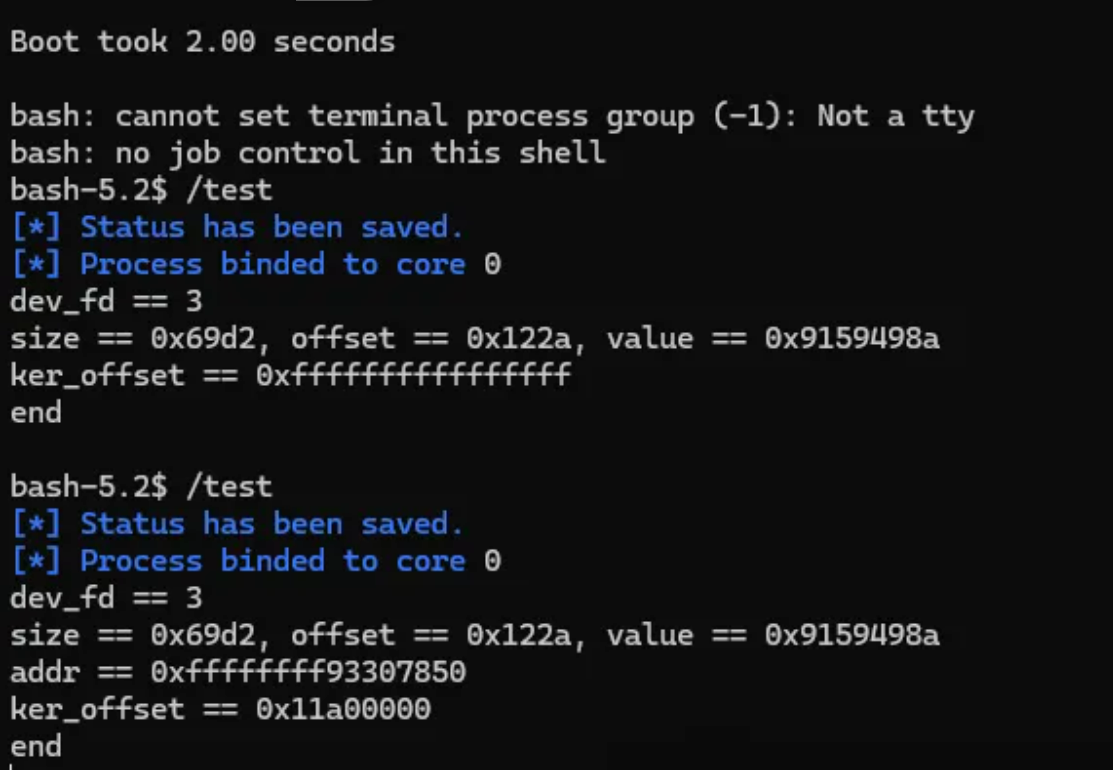 Boot took 2.00 seconds
bash: cannot set terminal process group (-1): Not a tty
bash: no job control in this shell
bash-5.2$ /test
[*] Status has been saved.
[*] Process binded to core 0
dev_fd == 3
size == 0x69d2, offset == 0x122a, value == 0x9159498a
ker_offset == 0xffffffffffffffff
end
bash-5.2$ /test
[*] Status has been saved.
[*] Process binded to core 0
dev_fd == 3
size == 0x69d2, offset == 0x122a, value == 0x9159498a
addr == 0xffffffff93307850
ker_offset == 0x11a00000
end